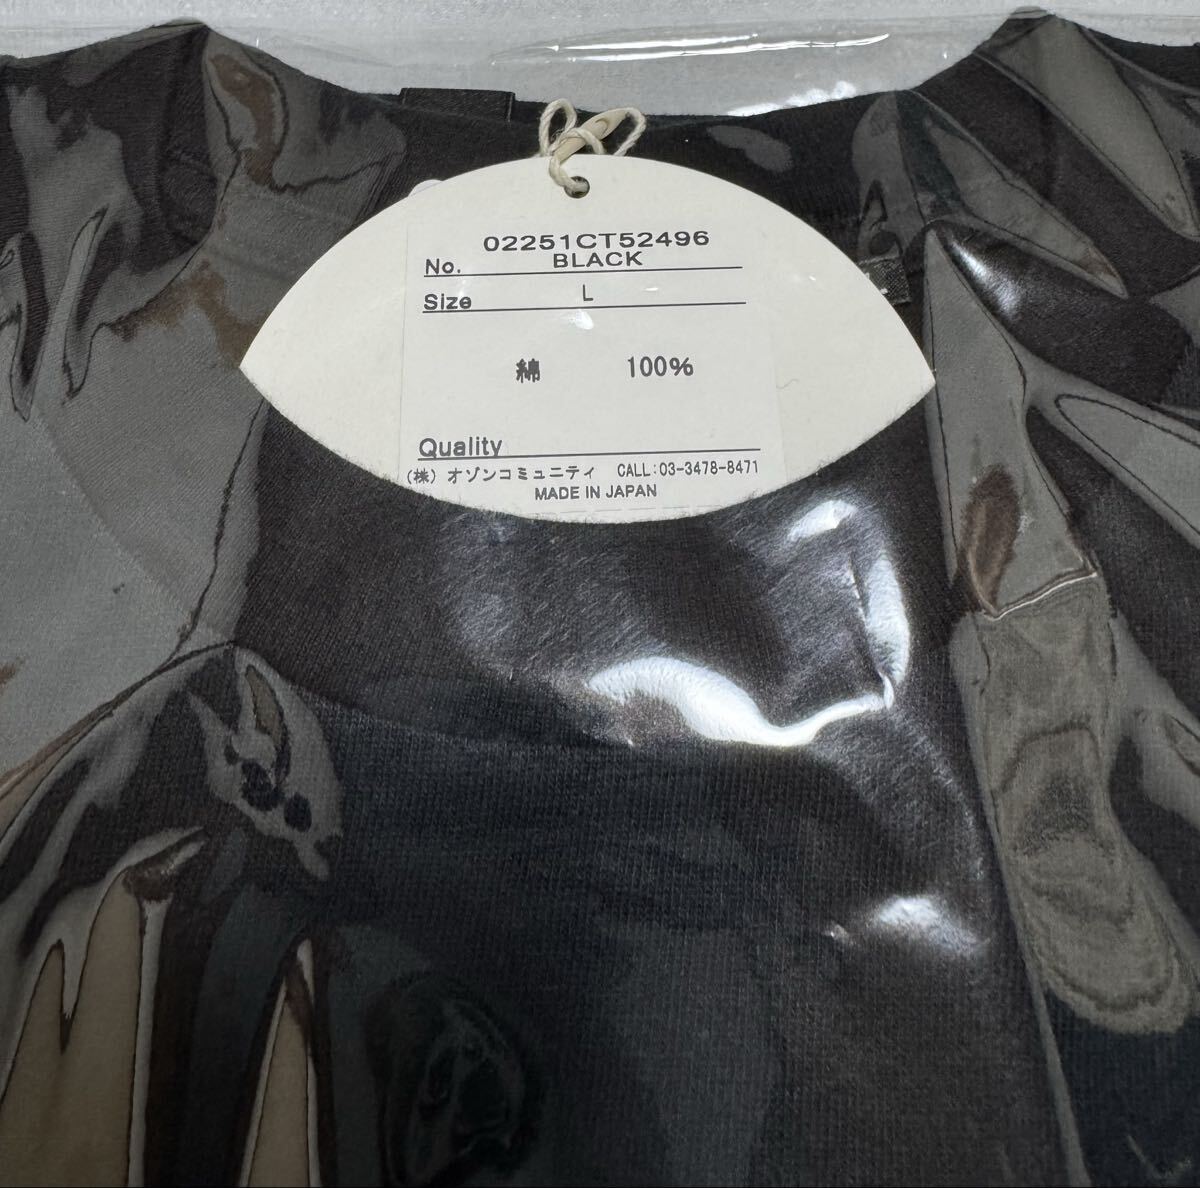 02251CT52496
No. BLACK
Size L
綿 100%
Quality
(株) オゾンコミュニティ CALL:03-3478-8471
MADE IN JAPAN